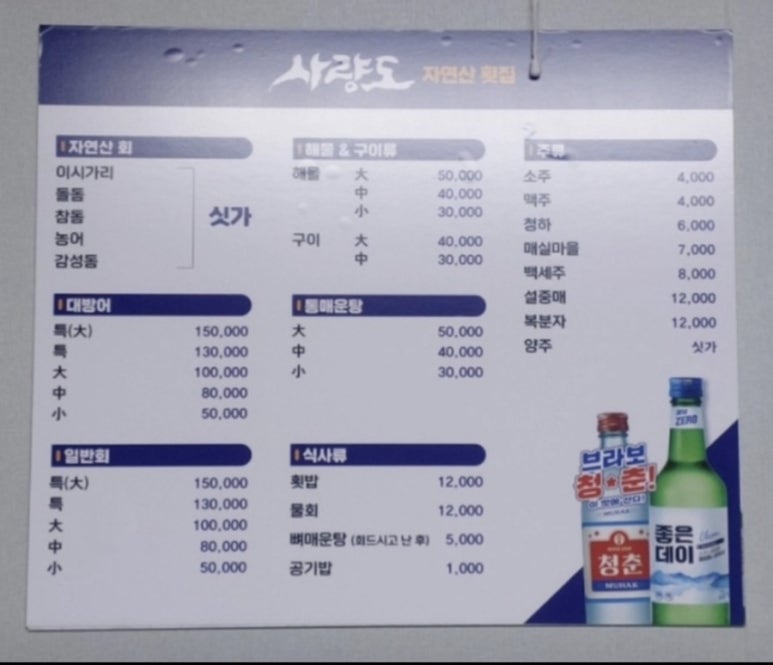 사량도 자연산 횟집
자연산 회
이시가리
돌돔
참돔
농어
감성돔
싯가
대방어
특(大) 150,000
특 130,000
大 100,000
中 80,000
小 50,000
일반회
특(大) 150,000
특 130,000
大 100,000
中 80,000
小 50,000
해물 & 구이류
해물 大 50,000
中 40,000
小 30,000
구이 大 40,000
中 30,000
통매운탕
大 50,000
中 40,000
小 30,000
식사류
횟밥 12,000
물회 12,000
뼈매운탕 (회드시고 난 후) 5,000
공기밥 1,000
주류
소주 4,000
맥주 4,000
청하 6,000
매실마을 7,000
백세주 8,000
설중매 12,000
복분자 12,000
양주 싯가
브라보
청춘!
청춘
MUHAK
ZERO
좋은
데이